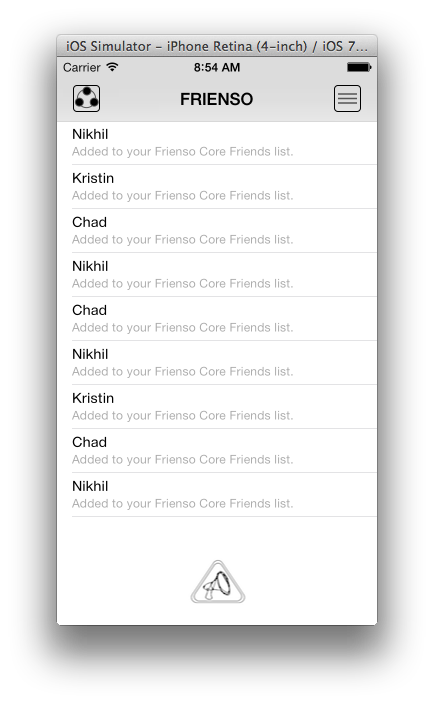 iOS Simulator - iPhone Retina (4-inch) / iOS 7...
Carrier 8:54 AM
FRIENSO
Nikhil
Added to your Frienso Core Friends list.
Kristin
Added to your Frienso Core Friends list.
Chad
Added to your Frienso Core Friends list.
Nikhil
Added to your Frienso Core Friends list.
Chad
Added to your Frienso Core Friends list.
Nikhil
Added to your Frienso Core Friends list.
Kristin
Added to your Frienso Core Friends list.
Chad
Added to your Frienso Core Friends list.
Nikhil
Added to your Frienso Core Friends list.